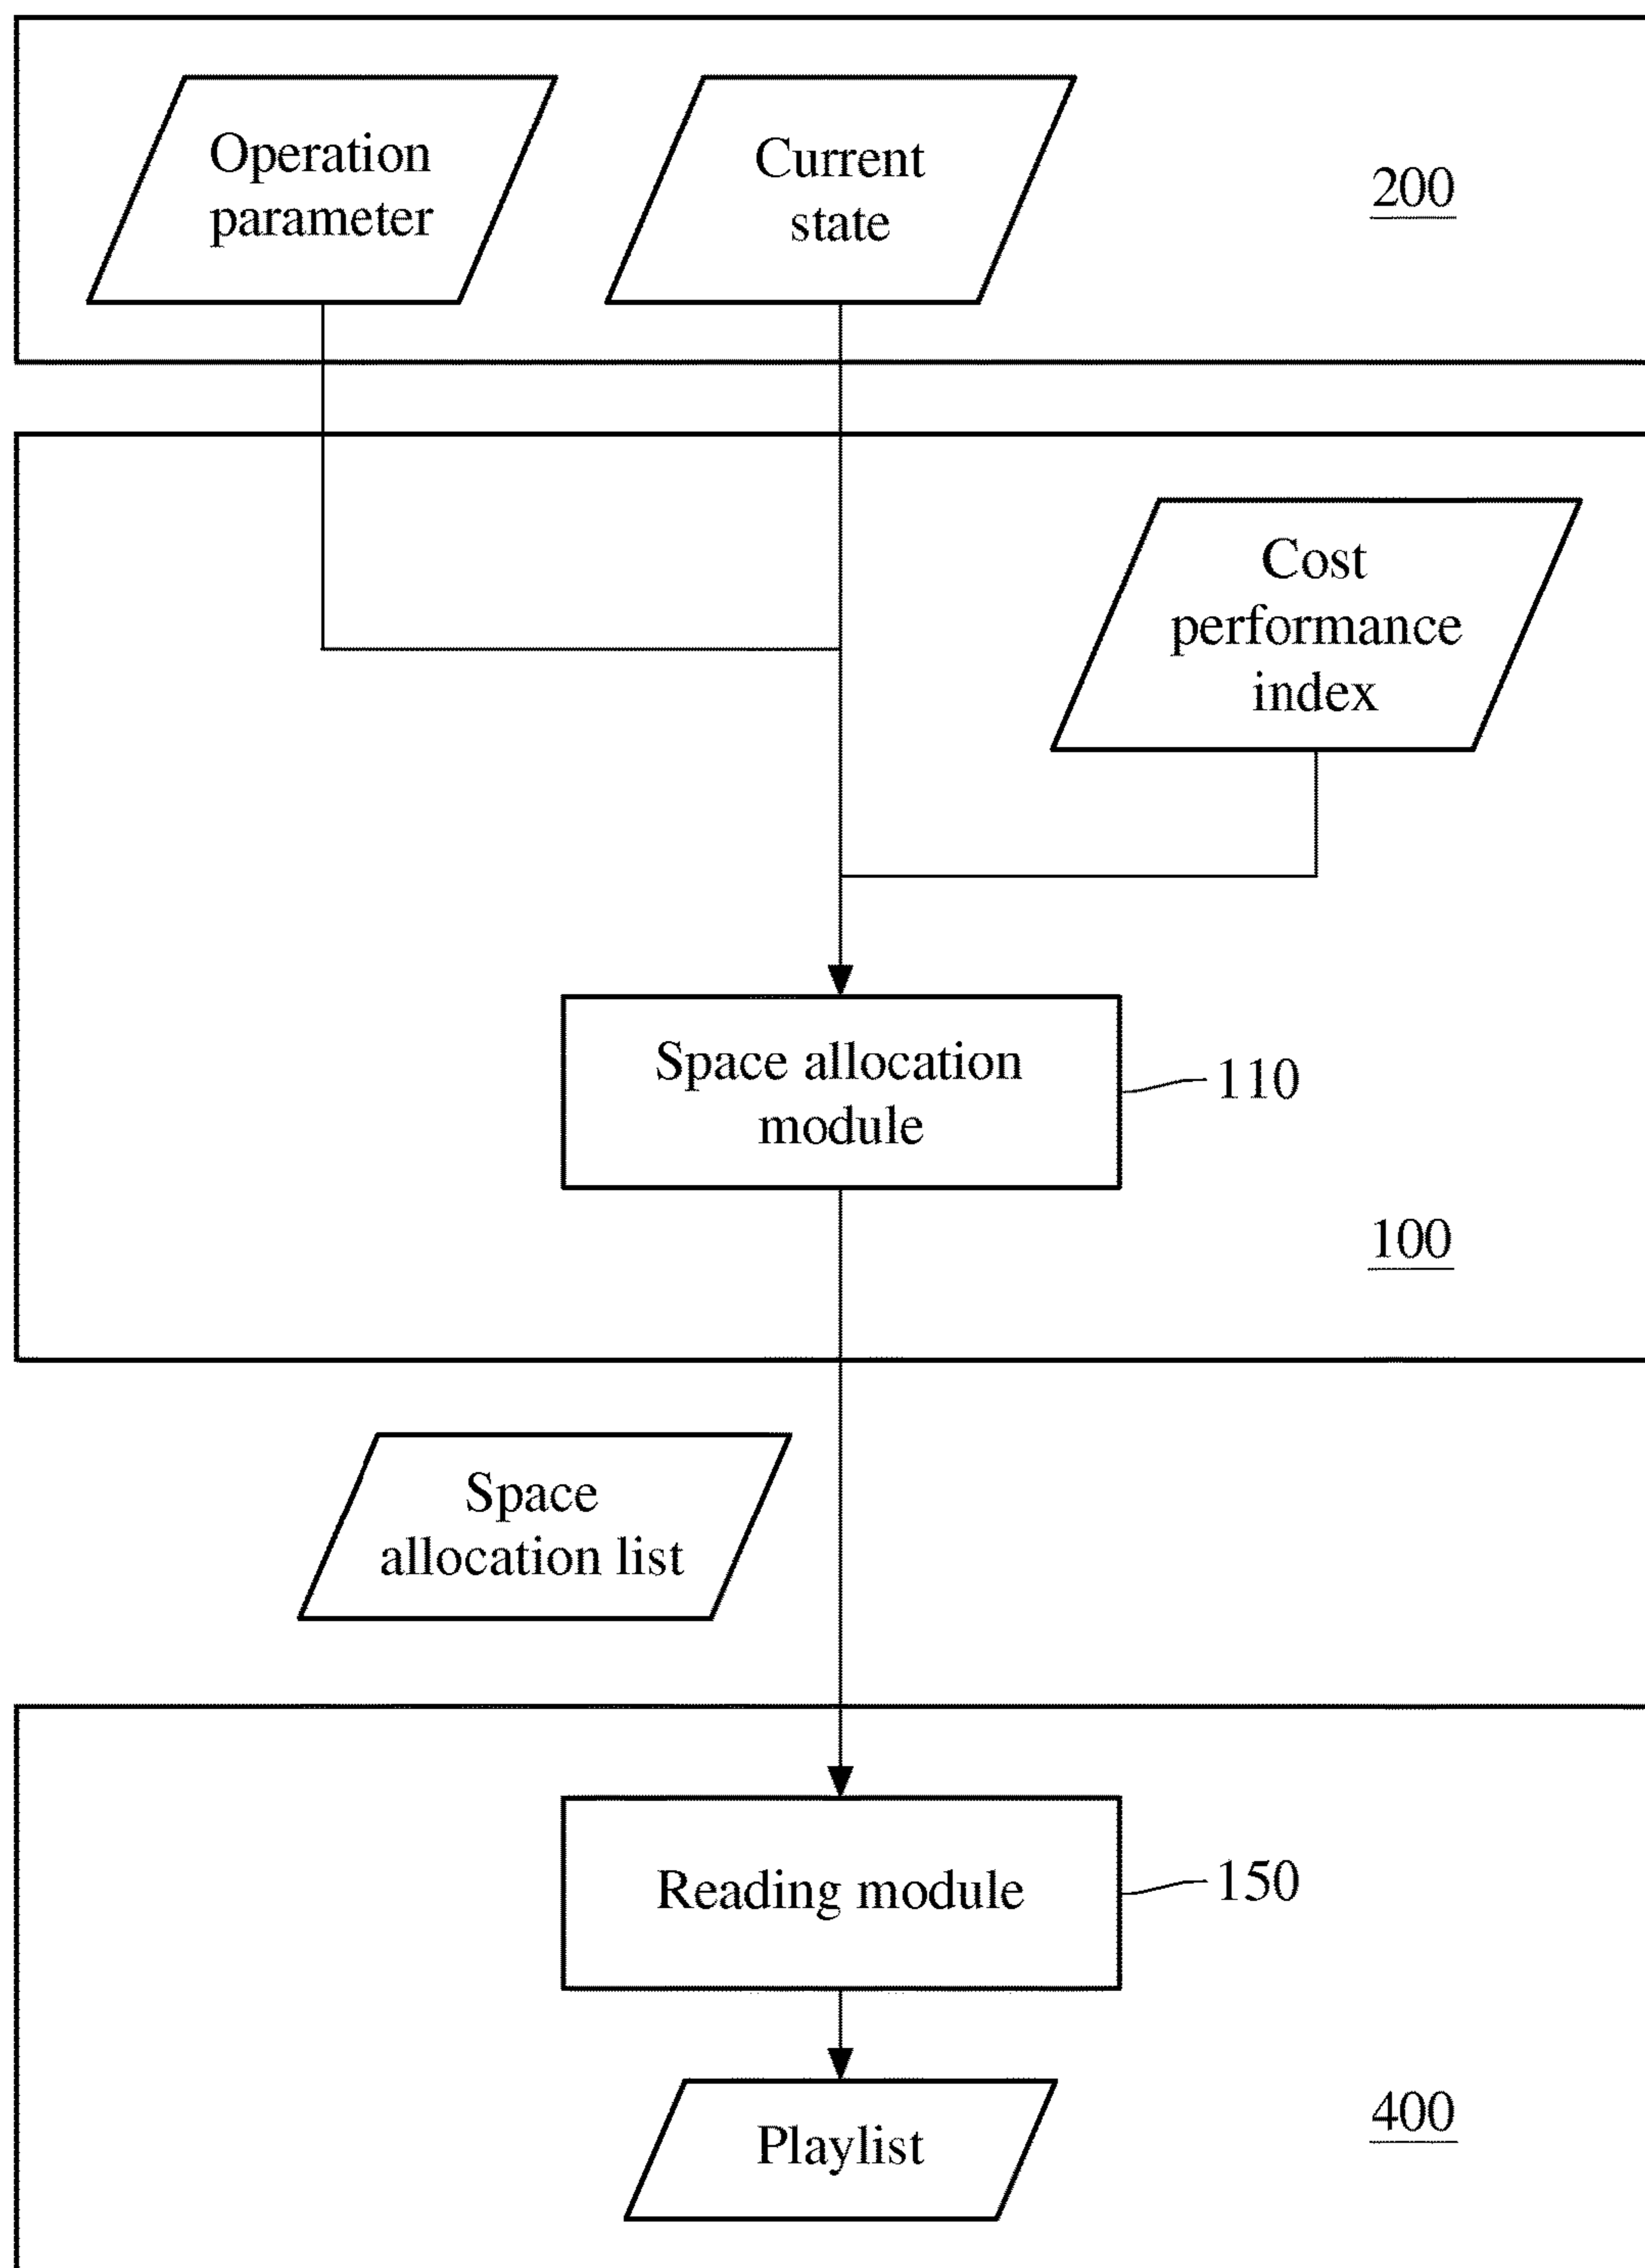 Operation
parameter
Current
state
200
Cost
performance
index
Space allocation
module
110
100
Space
allocation list
Reading module
150
Playlist
400